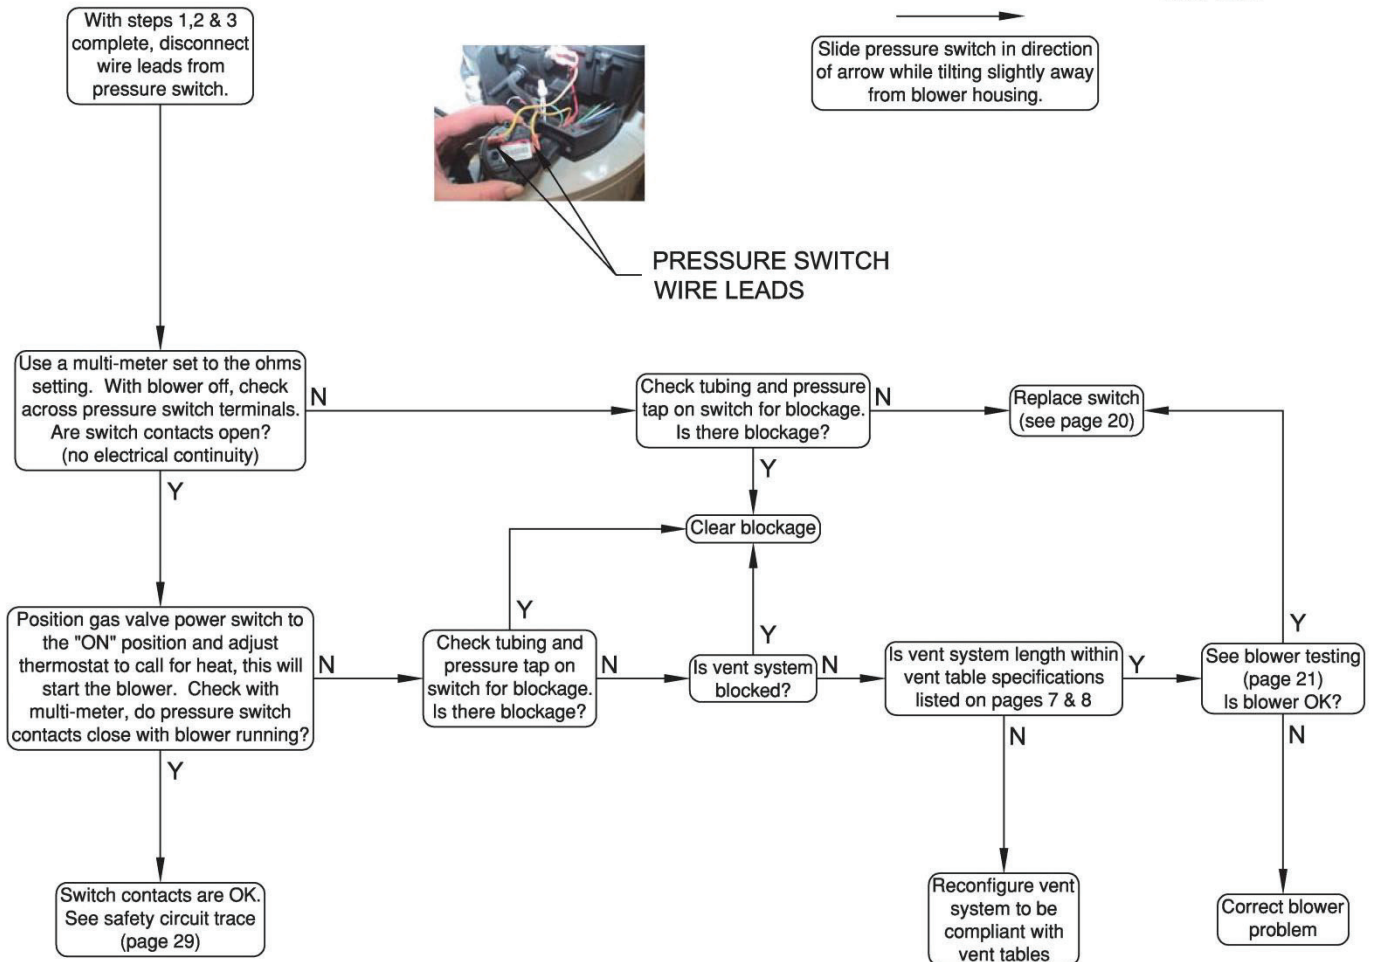 With steps 1,2 & 3
complete, disconnect
wire leads from
pressure switch.
Slide pressure switch in direction
of arrow while tilting slightly away
from blower housing.
PRESSURE SWITCH
WIRE LEADS
Use a multi-meter set to the ohms
setting. With blower off, check
across pressure switch terminals.
Are switch contacts open?
(no electrical continuity)
N
Check tubing and pressure
tap on switch for blockage.
Is there blockage?
N
Replace switch
(see page 20)
Y
Y
Clear blockage
Position gas valve power switch to
the "ON" position and adjust
thermostat to call for heat, this will
start the blower. Check with
multi-meter, do pressure switch
contacts close with blower running?
N
Y
Check tubing and
pressure tap on
switch for blockage.
Is there blockage?
N
Y
Is vent system
blocked?
N
Is vent system length within
vent table specifications
listed on pages 7 & 8
Y
Y
See blower testing
(page 21)
Is blower OK?
Y
N
N
Switch contacts are OK.
See safety circuit trace
(page 29)
Reconfigure vent
system to be
compliant with
vent tables
Correct blower
problem